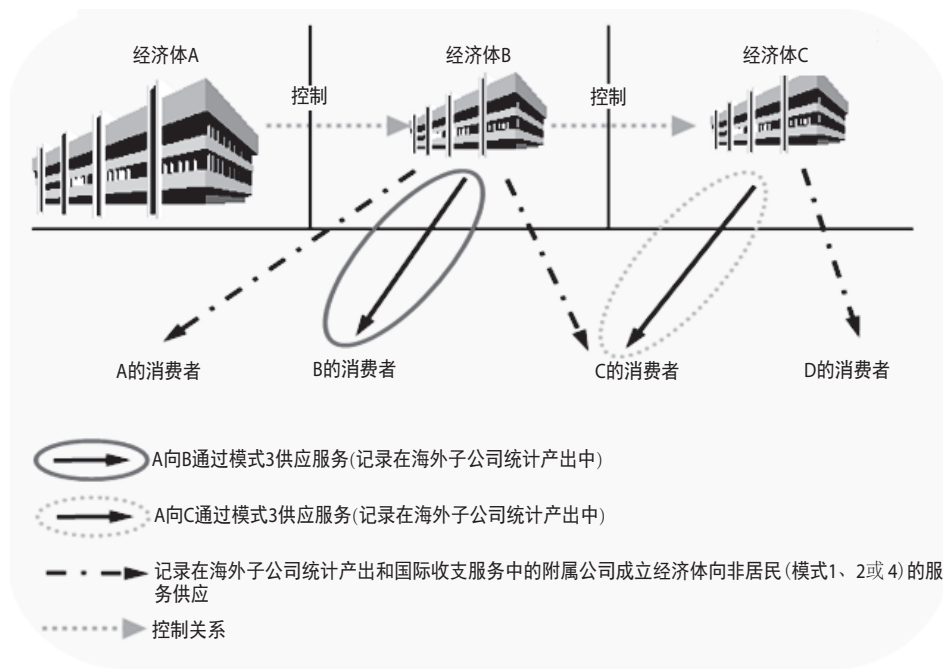 经济体A
经济体B
经济体C
控制
控制
A的消费者
B的消费者
C的消费者
D的消费者
A向B通过模式3供应服务(记录在海外子公司统计产出中)
A向C通过模式3供应服务(记录在海外子公司统计产出中)
记录在海外子公司统计产出和国际收支服务中的附属公司成立经济体向非居民(模式1、2或 4)的服
务供应
控制关系